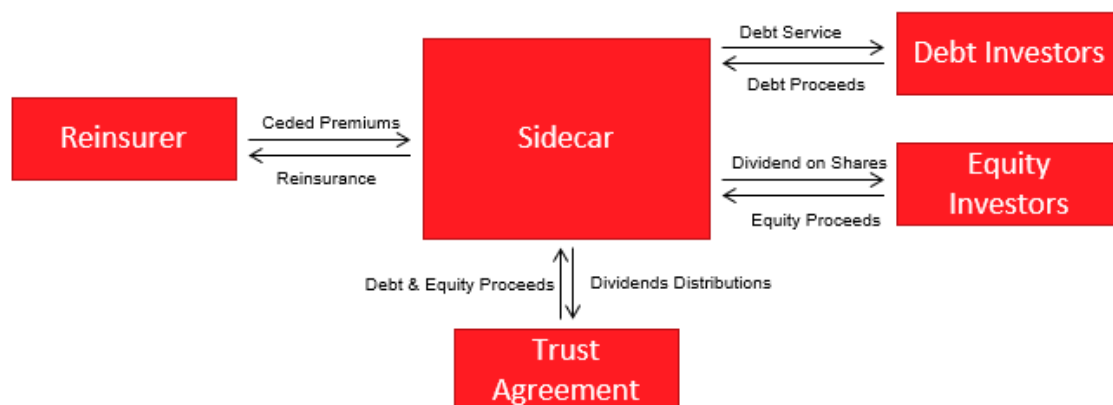 Debt Service
Debt Investors
Debt Proceeds
Reinsurer
Ceded Premiums
Reinsurance
Sidecar
Dividend on Shares
Equity Proceeds
Equity
Investors
Debt & Equity Proceeds
Dividends Distributions
Trust
Agreement